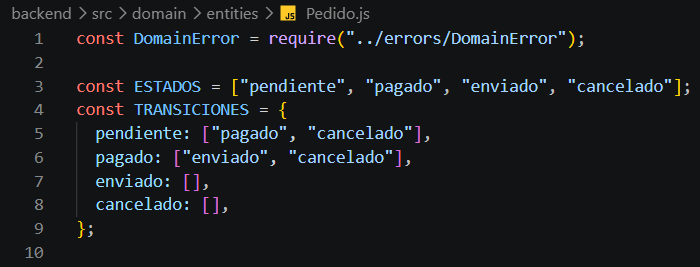 backend > src > domain > entities > JS Pedido.js
1 const DomainError = require("../errors/DomainError");
2
3 const ESTADOS = ["pendiente", "pagado", "enviado", "cancelado"];
4 const TRANSICIONES = {
5   pendiente: ["pagado", "cancelado"],
6   pagado: ["enviado", "cancelado"],
7   enviado: [],
8   cancelado: [],
9 };
10